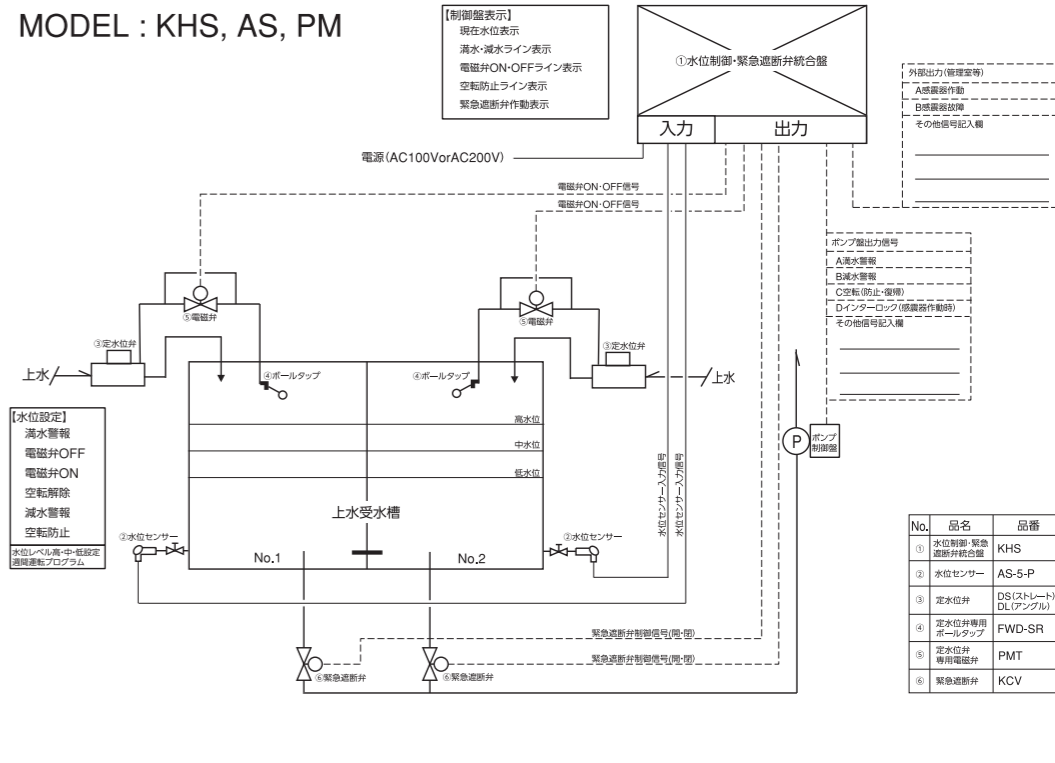 MODEL : KHS, AS, PM
【制御盤表示】
現在水位表示
満水・減水ライン表示
電磁弁ON・OFFライン表示
空転防止ライン表示
緊急遮断弁作動表示
①水位制御・緊急遮断弁統合盤
入力
出力
電源(AC100VorAC200V)
外部出力(管理室等)
A感震器作動
B感震器故障
その他信号記入欄
電磁弁ON・OFF信号
電磁弁ON・OFF信号
ポンプ盤出力信号
A満水警報
B減水警報
C空転(防止・復帰)
Dインターロック(感震器作動時)
その他信号記入欄
⑤電磁弁
⑤電磁弁
③定水位弁
③定水位弁
上水
④ボールタップ
④ボールタップ
上水
【水位設定】
満水警報
電磁弁OFF
電磁弁ON
空転解除
減水警報
空転防止
水位レベル高・中・低設定
週間運転プログラム
高水位
中水位
低水位
上水受水槽
No.1
No.2
②水位センサー
②水位センサー
水位センサー入力信号
水位センサー入力信号
P
ポンプ
制御盤
緊急遮断弁制御信号(開・閉)
緊急遮断弁制御信号(開・閉)
⑥緊急遮断弁
⑥緊急遮断弁
No. 品名 品番
① 水位制御・緊急遮断弁統合盤 KHS
② 水位センサー AS-5-P
③ 定水位弁 DS(ストレート) DL(アングル)
④ 定水位弁専用ボールタップ FWD-SR
⑤ 定水位弁専用電磁弁 PMT
⑥ 緊急遮断弁 KCV